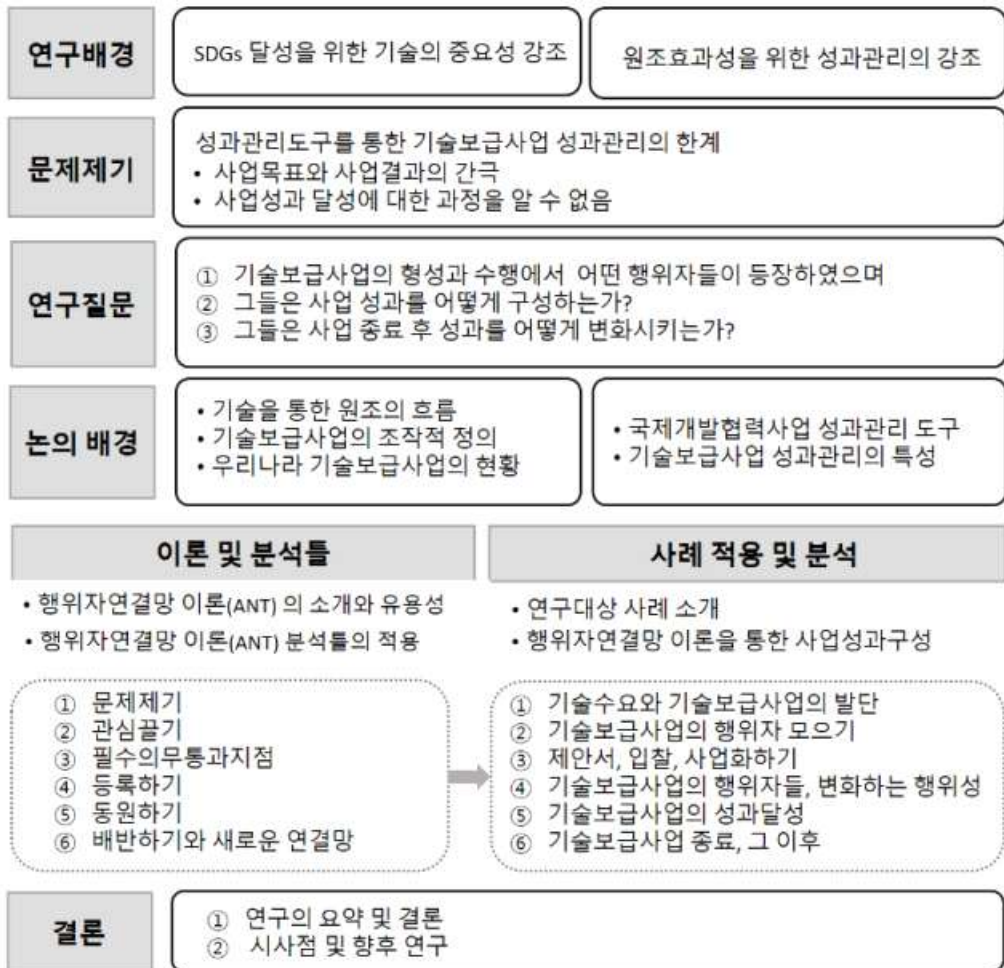 연구배경
SDGs 달성을 위한 기술의 중요성 강조
원조효과성을 위한 성과관리의 강조
문제제기
성과관리도구를 통한 기술보급사업 성과관리의 한계
• 사업목표와 사업결과의 간극
• 사업성과 달성에 대한 과정을 알 수 없음
연구질문
① 기술보급사업의 형성과 수행에서 어떤 행위자들이 등장하였으며
② 그들은 사업 성과를 어떻게 구성하는가?
③ 그들은 사업 종료 후 성과를 어떻게 변화시키는가?
논의 배경
• 기술을 통한 원조의 흐름
• 기술보급사업의 조작적 정의
• 우리나라 기술보급사업의 현황
• 국제개발협력사업 성과관리 도구
• 기술보급사업 성과관리의 특성
이론 및 분석틀
• 행위자연결망 이론(ANT) 의 소개와 유용성
• 행위자연결망 이론(ANT) 분석틀의 적용
① 문제제기
② 관심끌기
③ 필수의무통과지점
④ 등록하기
⑤ 동원하기
⑥ 배반하기와 새로운 연결망
사례 적용 및 분석
• 연구대상 사례 소개
• 행위자연결망 이론을 통한 사업성과구성
① 기술수요와 기술보급사업의 발단
② 기술보급사업의 행위자 모으기
③ 제안서, 입찰, 사업화하기
④ 기술보급사업의 행위자들, 변화하는 행위성
⑤ 기술보급사업의 성과달성
⑥ 기술보급사업 종료, 그 이후
결론
① 연구의 요약 및 결론
② 시사점 및 향후 연구